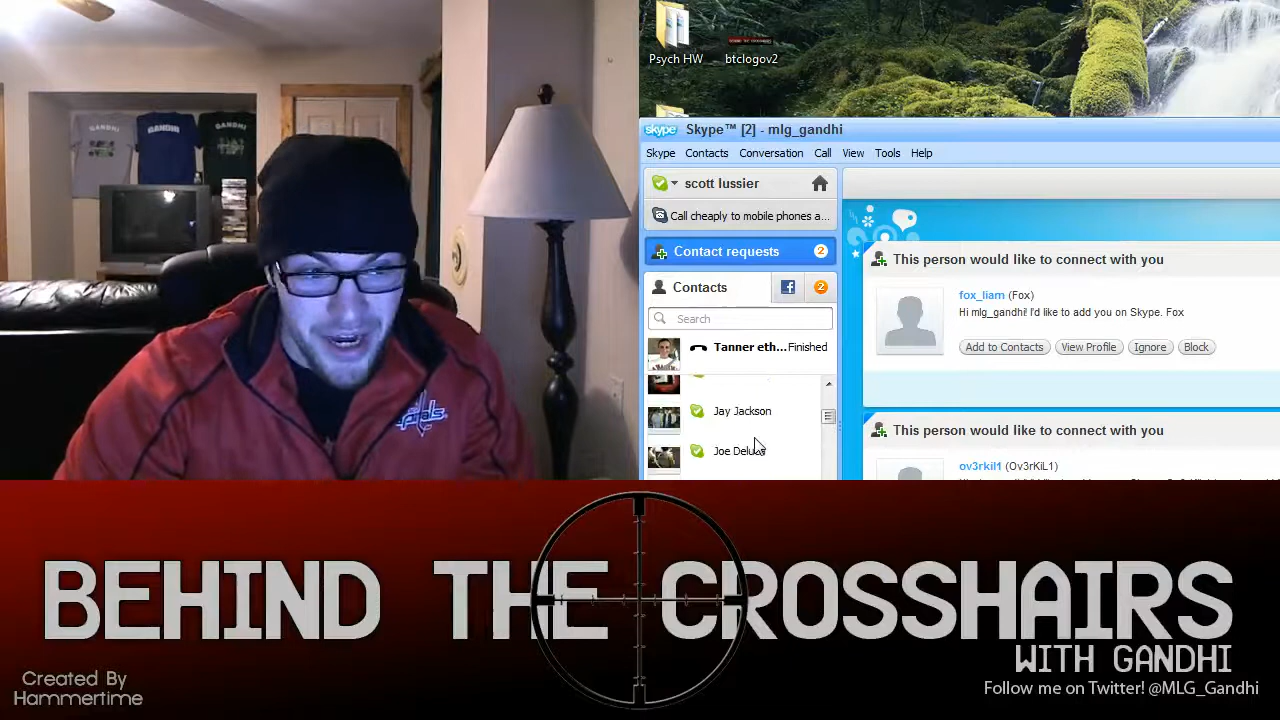 GANDHI
GANDHI
GANDHI
Psych HW
btclogov2
skype Skype™ [2] - mlg_gandhi
Skype Contacts Conversation Call View Tools Help
scott lussier
Call cheaply to mobile phones a...
Contact requests 2
Contacts 2
Search
Tanner eth... Finished
Jay Jackson
Joe
This person would like to connect with you
fox_liam (Fox)
Hi mlg_gandhi! I'd like to add you on Skype. Fox
Add to Contacts View Profile Ignore Block
This person would like to connect with you
ov3rkil1 (Ov3rKiL1)
BEHIND THE CROSSHAIRS
WITH GANDHI
Created By
Hammertime
Follow me on Twitter! @MLG_Gandhi